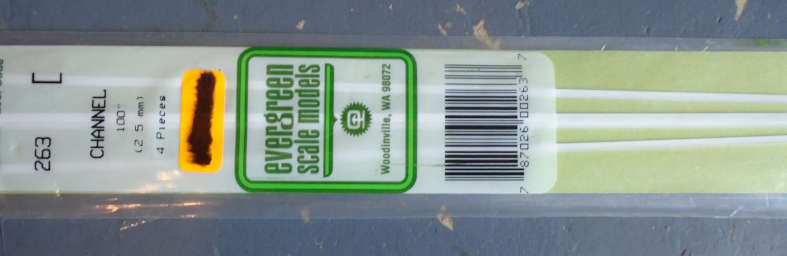 263
CHANNEL
.100"
(2.5 mm)
4 Pieces
evergreen
scale models
Woodinville, WA 98072
7 87026 00263 7